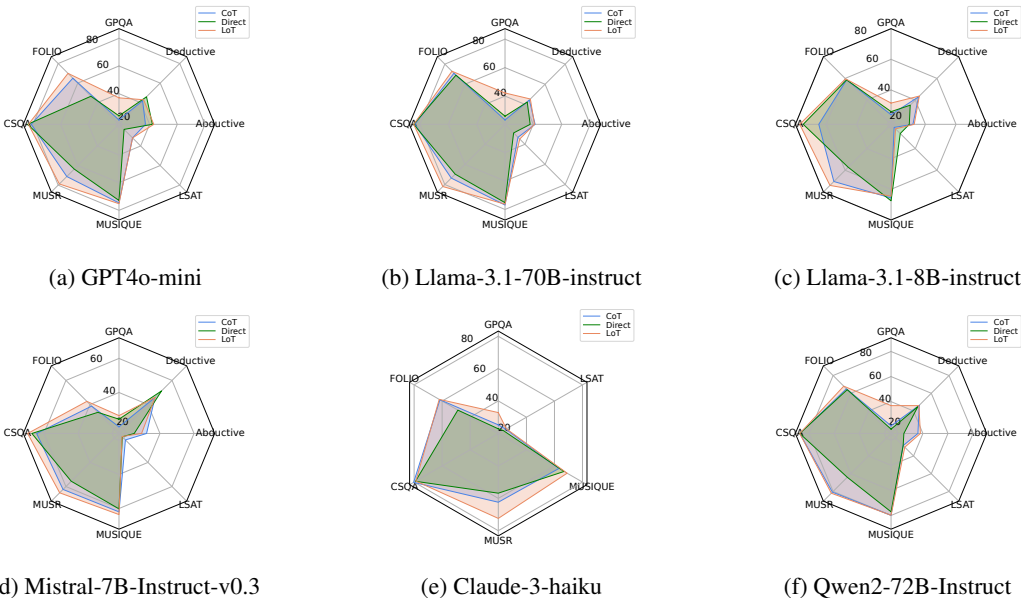 GPQA
CoT
Direct
LoT
80
60
40
20
FOLIO
Deductive
CSQA
Abductive
MUSR
LSAT
MUSIQUE
(a) GPT4o-mini
GPQA
CoT
Direct
LoT
80
60
40
FOLIO
Deductive
CSQA
Abductive
MUSR
LSAT
MUSIQUE
(b) Llama-3.1-70B-instruct
GPQA
CoT
Direct
LoT
80
60
40
20
FOLIO
Deductive
CSQA
Abductive
MUSR
LSAT
MUSIQUE
(c) Llama-3.1-8B-instruct
GPQA
CoT
Direct
LoT
60
40
20
FOLIO
Deductive
CSQA
Abductive
MUSR
LSAT
MUSIQUE
d) Mistral-7B-Instruct-v0.3
GPQA
CoT
Direct
LoT
80
60
40
20
FOLIO
LSAT
CSQA
MUSIQUE
MUSR
(e) Claude-3-haiku
GPQA
CoT
Direct
LoT
80
60
40
20
FOLIO
Deductive
CSQA
Abductive
MUSR
LSAT
MUSIQUE
(f) Qwen2-72B-Instruct